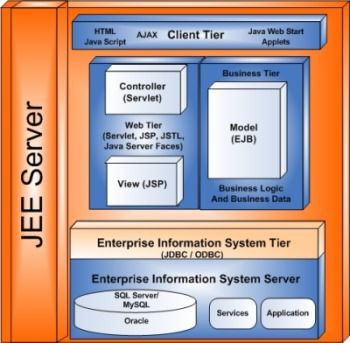 JEE Server
HTML
Java Script
AJAX
Client Tier
Java Web Start
Applets
Controller
(Servlet)
Web Tier
(Servlet, JSP, JSTL,
Java Server Faces)
View (JSP)
Business Tier
Model
(EJB)
Business Logic
And Business Data
Enterprise Information System Tier
(JDBC / ODBC)
Enterprise Information System Server
SQL Server/
MySQL
Oracle
Services
Application